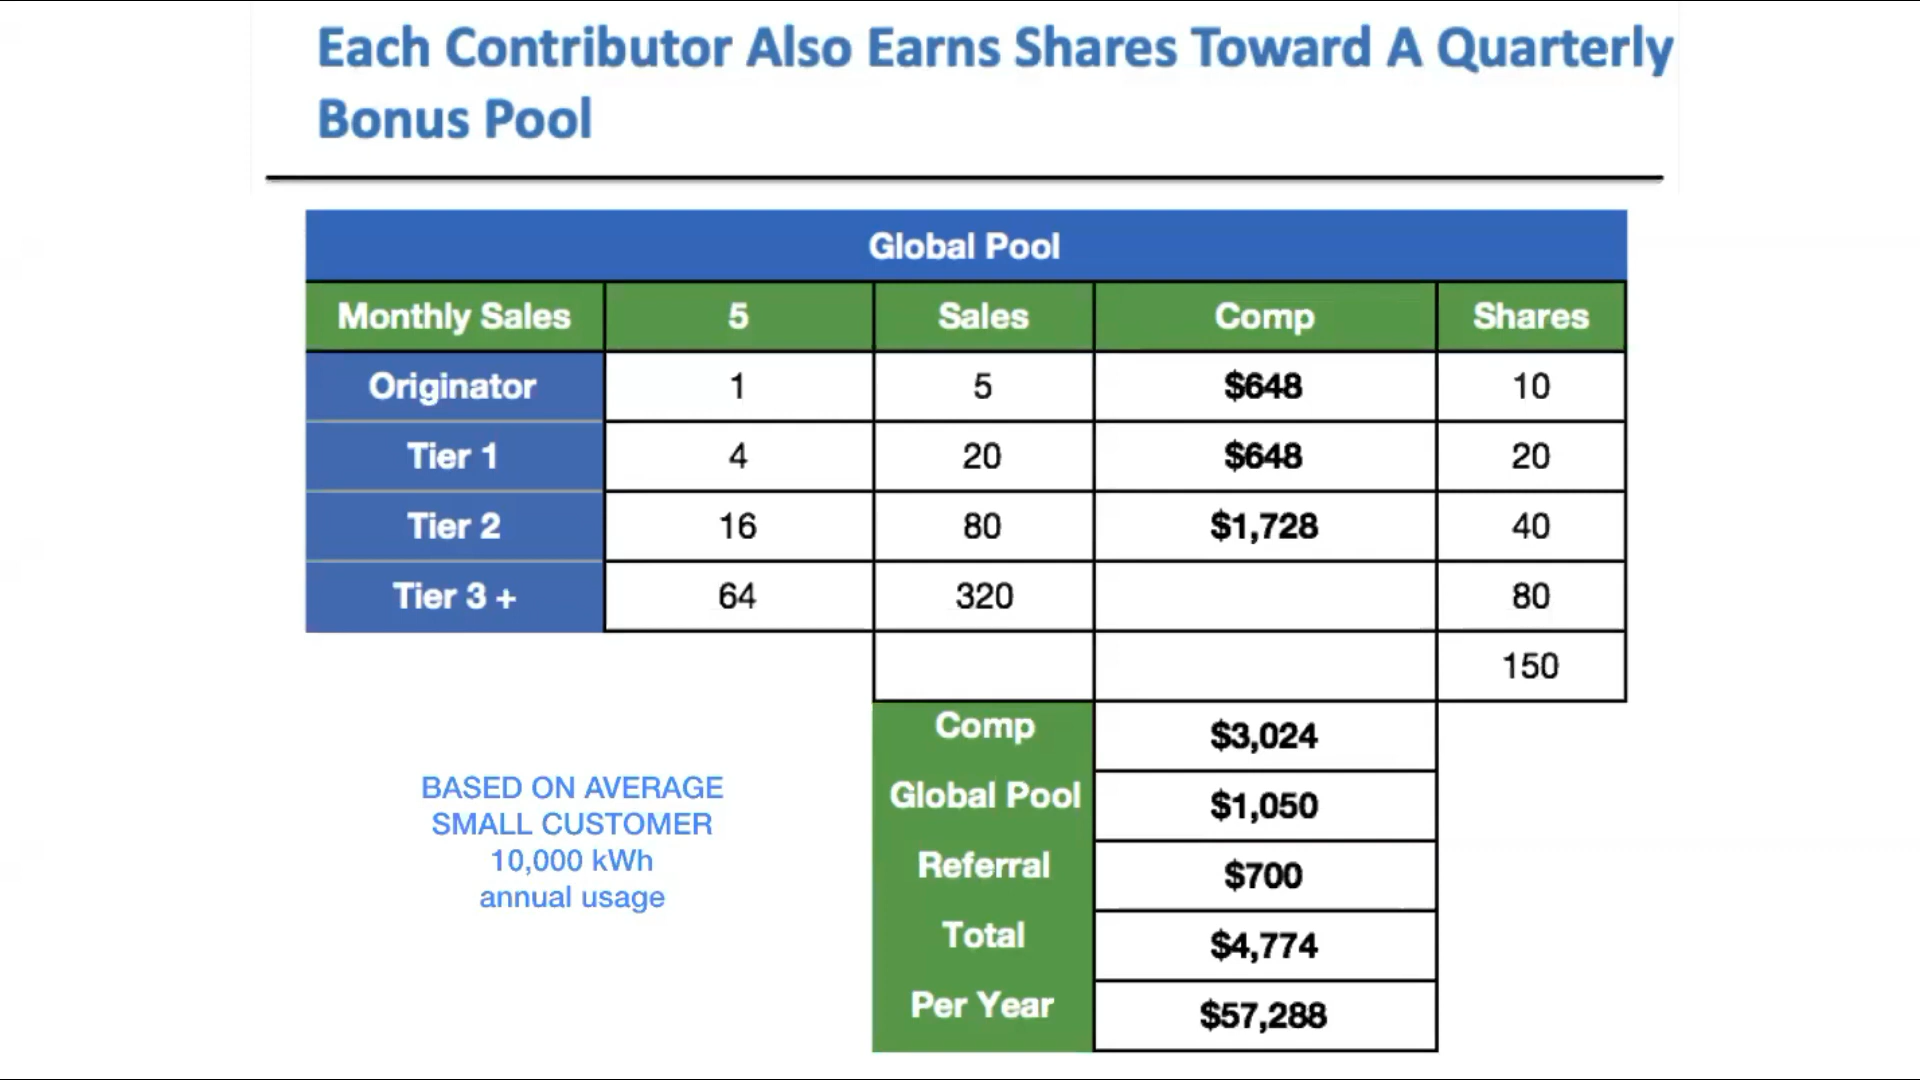 Each Contributor Also Earns Shares Toward A Quarterly
Bonus Pool
Global Pool
Monthly Sales 5 Sales Comp Shares
Originator 1 5 $648 10
Tier 1 4 20 $648 20
Tier 2 16 80 $1,728 40
Tier 3 + 64 320 80
150
Comp $3,024
Global Pool $1,050
Referral $700
Total $4,774
Per Year $57,288
BASED ON AVERAGE
SMALL CUSTOMER
10,000 kWh
annual usage